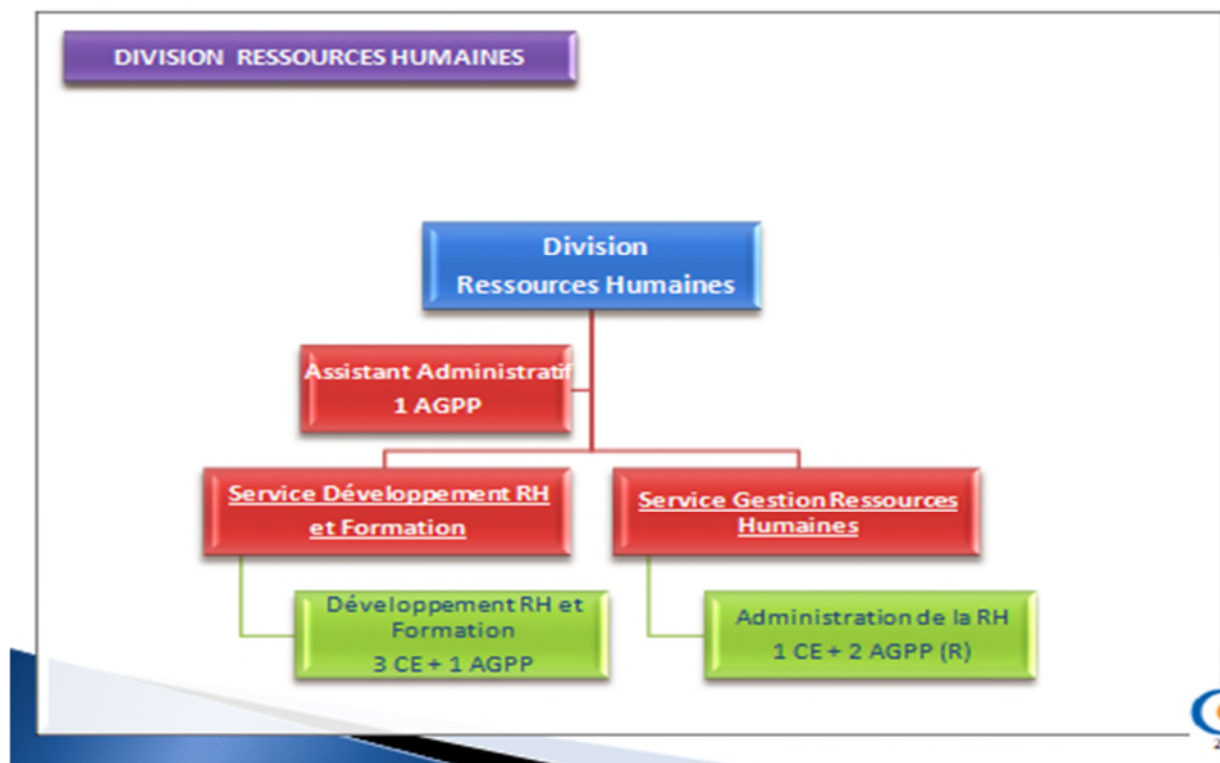 DIVISION RESSOURCES HUMAINES
Division
Ressources Humaines
Assistant Administratif
1 AGPP
Service Développement RH
et Formation
Service Gestion Ressources
Humaines
Développement RH et
Formation
3 CE + 1 AGPP
Administration de la RH
1 CE + 2 AGPP (R)